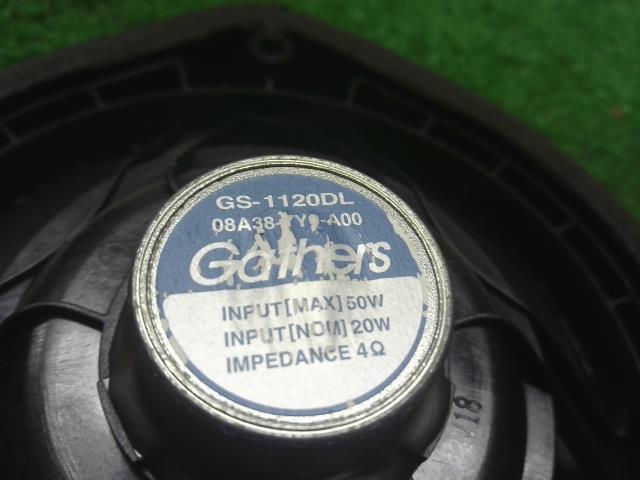 GS-1120DL
Gathers
INPUT[MAX] 50W
INPUT[NOM] 20W
IMPEDANCE 4Ω
18